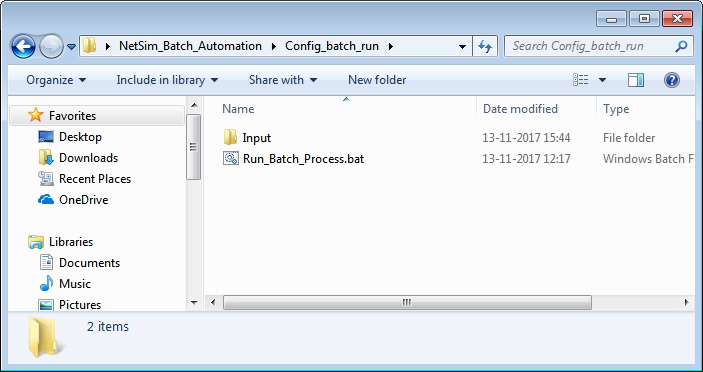 NetSim_Batch_Automation Config_batch_run Search Config_batch_run
Organize Include in library Share with New folder
Name Date modified Type
Favorites
Desktop
Downloads
Recent Places
OneDrive
Libraries
Documents
Music
Pictures
Input 13-11-2017 15:44 File folder
Run_Batch_Process.bat 13-11-2017 12:17 Windows Batch F
2 items